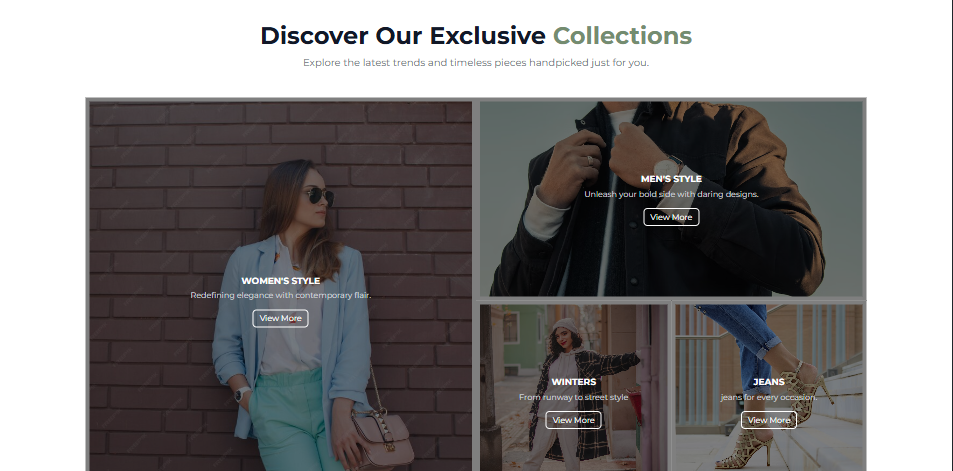 Discover Our Exclusive Collections
Explore the latest trends and timeless pieces handpicked just for you.
WOMEN'S STYLE
Redefining elegance with contemporary flair.
View More
MEN'S STYLE
Unleash your bold side with daring designs.
View More
WINTERS
From runway to street style
View More
JEANS
jeans for every occasion.
View More